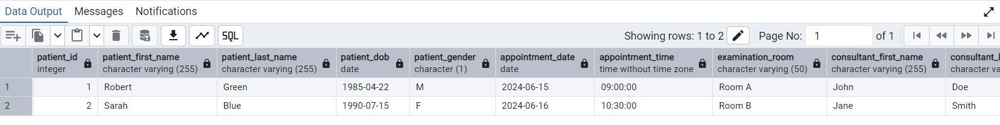 Data Output Messages Notifications
SQL Showing rows: 1 to 2 Page No: 1 of 1
patient_id patient_first_name patient_last_name patient_dob patient_gender appointment_date appointment_time examination_room consultant_first_name consultant_l
integer character varying (255) character varying (255) date character (1) date time without time zone character varying (50) character varying (255) character va
1 1 Robert Green 1985-04-22 M 2024-06-15 09:00:00 Room A John Doe
2 2 Sarah Blue 1990-07-15 F 2024-06-16 10:30:00 Room B Jane Smith